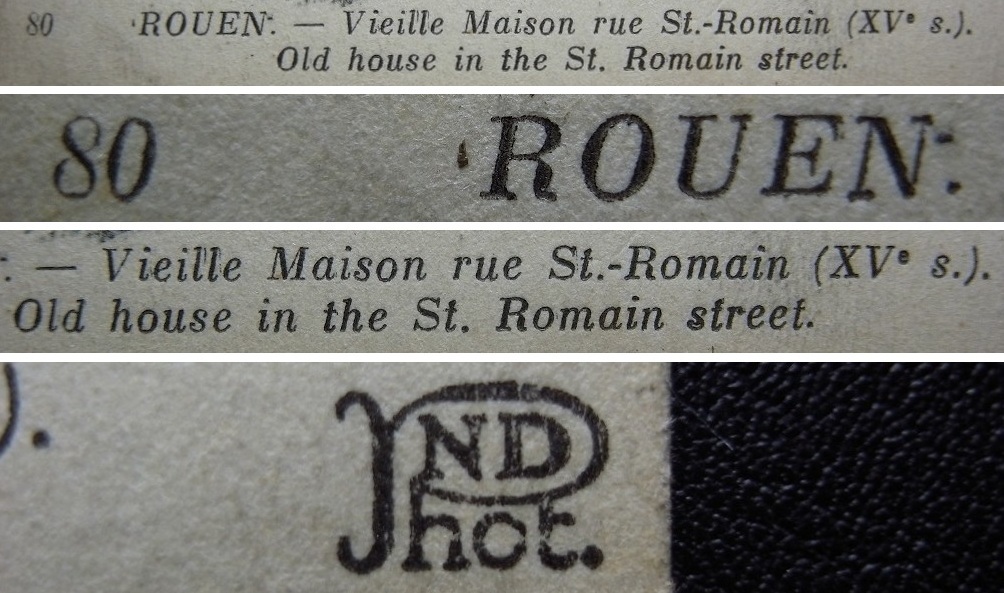 80 ROUEN. — Vieille Maison rue St.-Romain (XVe s.).
Old house in the St. Romain street.
80 ROUEN.
. — Vieille Maison rue St.-Romain (XVe s.).
Old house in the St. Romain street.
).
ND
Phot.